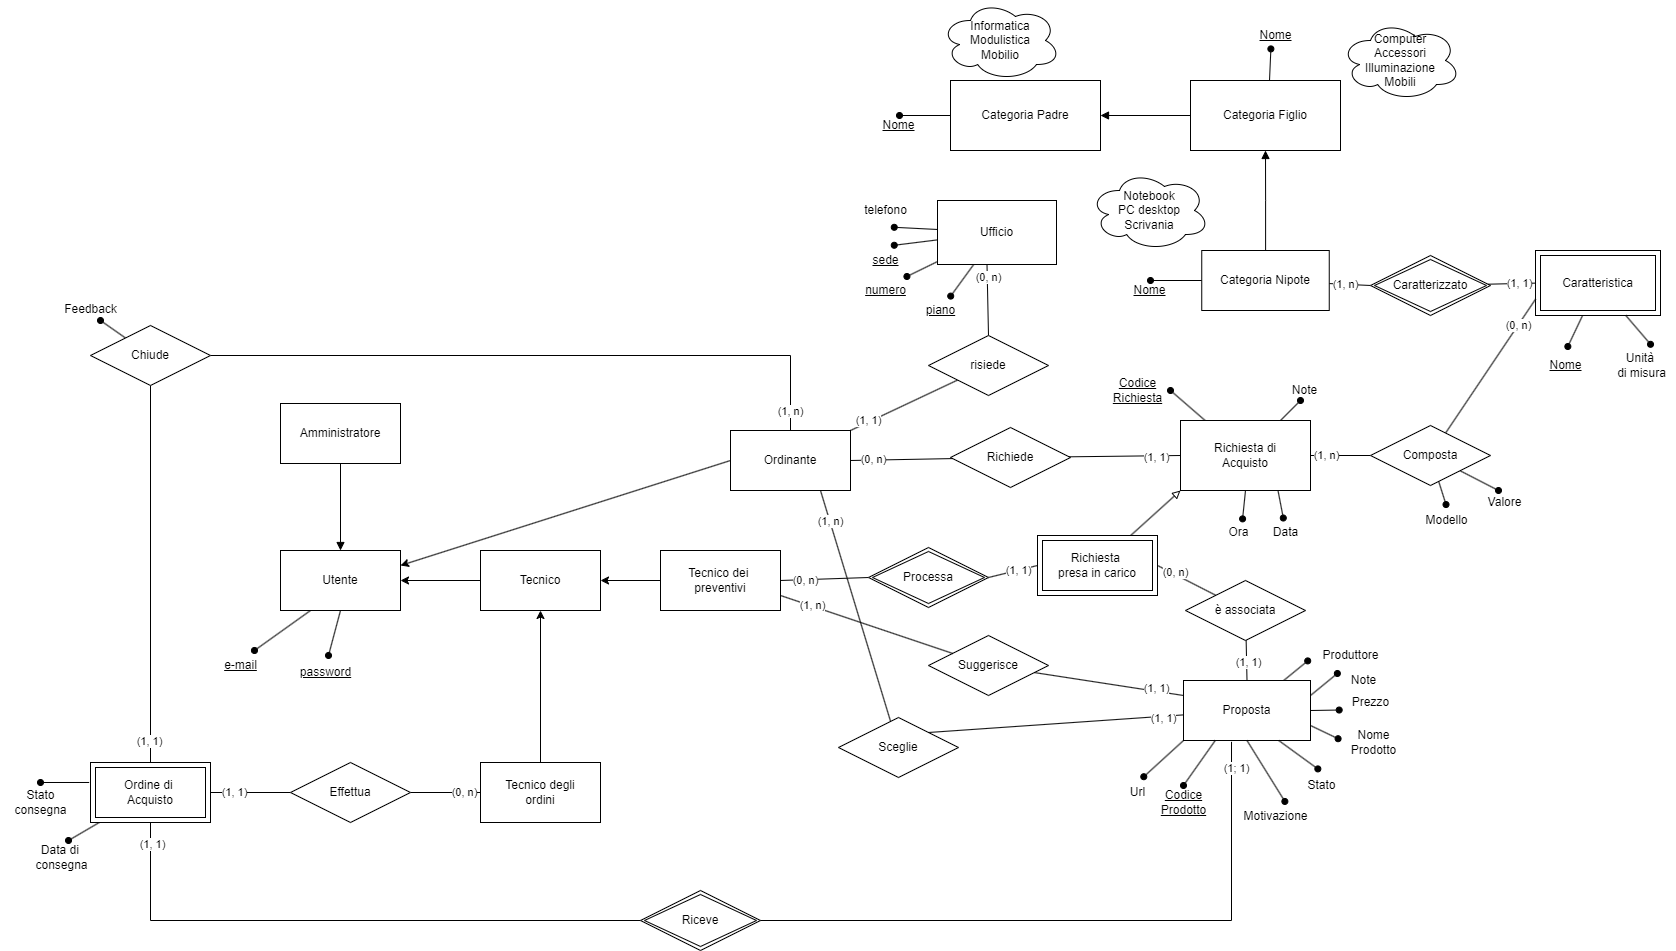 Informatica
Modulistica
Mobilio
Nome
Computer
Accessori
Illuminazione
Mobili
Categoria Padre
Categoria Figlio
Nome
Notebook
PC desktop
Scrivania
telefono
Ufficio
sede
numero
piano
(0, n)
Categoria Nipote
Nome
(1, n)
Caratterizzato
(1, 1)
Caratteristica
(0, n)
Nome
Unità
di misura
Feedback
Chiude
risiede
(1, 1)
(1, n)
Codice
Richiesta
Note
Amministratore
Ordinante
(0, n)
Richiede
(1, 1)
Richiesta di
Acquisto
(1, n)
Composta
Modello
Valore
Ora
Data
(1, n)
Utente
Tecnico
Tecnico dei
preventivi
(0, n)
Processa
(1, 1)
Richiesta
presa in carico
(0, n)
è associata
(1, 1)
(1, n)
e-mail
password
Suggerisce
(1, 1)
Produttore
Note
Prezzo
Nome
Prodotto
Proposta
(1, 1)
Sceglie
(1; 1)
Url
Codice
Prodotto
Motivazione
Stato
(1, 1)
Stato
consegna
Ordine di
Acquisto
(1, 1)
Effettua
(0, n)
Tecnico degli
ordini
Data di
consegna
(1, 1)
Riceve